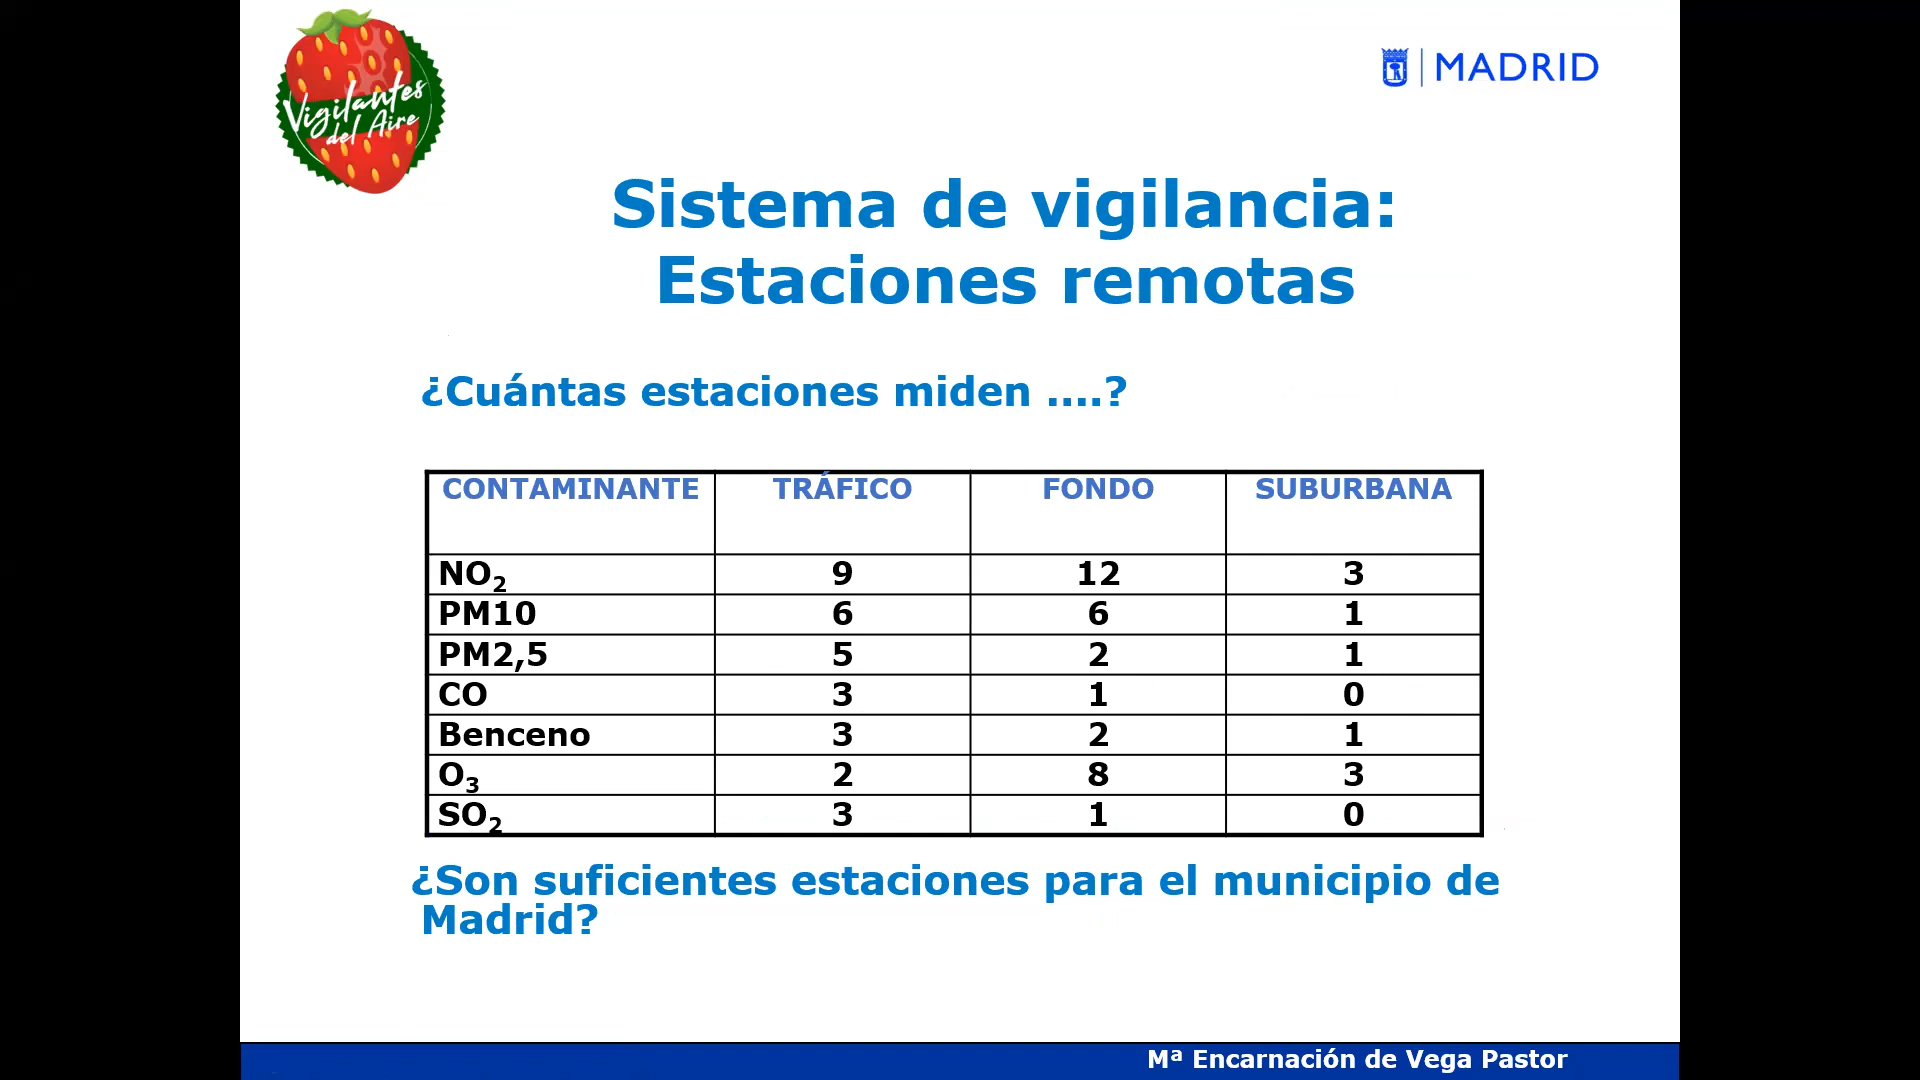 Vigilantes
del Aire
MADRID
Sistema de vigilancia:
Estaciones remotas
¿Cuántas estaciones miden ....?
CONTAMINANTE TRÁFICO FONDO SUBURBANA
NO₂ 9 12 3
PM10 6 6 1
PM2,5 5 2 1
CO 3 1 0
Benceno 3 2 1
O₃ 2 8 3
SO₂ 3 1 0
¿Son suficientes estaciones para el municipio de
Madrid?
Mª Encarnación de Vega Pastor